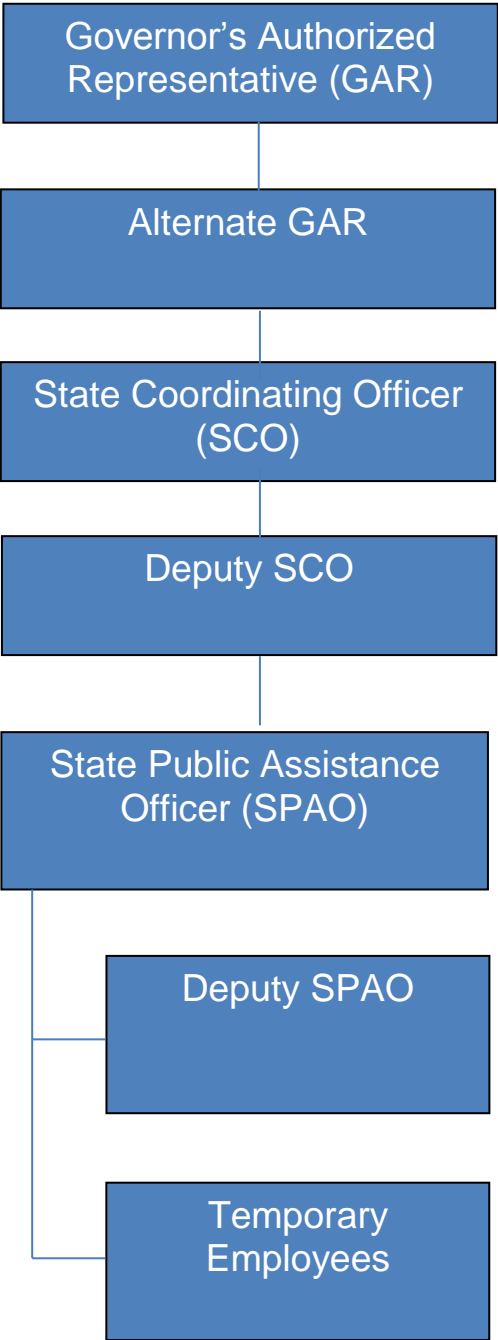 Governor’s Authorized
Representative (GAR)
Alternate GAR
State Coordinating Officer
(SCO)
Deputy SCO
State Public Assistance
Officer (SPAO)
Deputy SPAO
Temporary
Employees